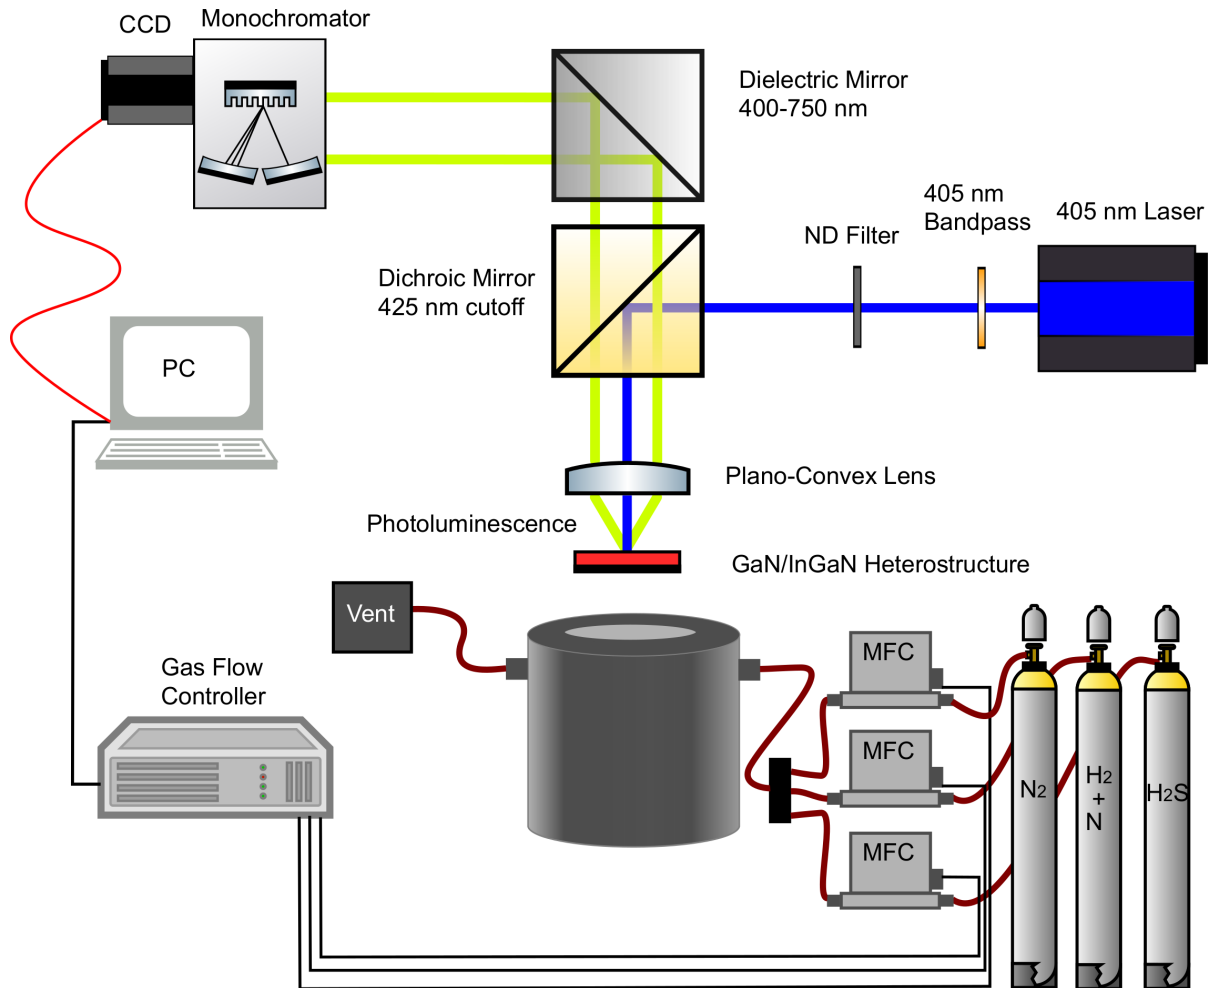 CCD
Monochromator
Dielectric Mirror
400-750 nm
405 nm
Bandpass
405 nm Laser
ND Filter
Dichroic Mirror
425 nm cutoff
PC
Plano-Convex Lens
Photoluminescence
GaN/InGaN Heterostructure
Vent
MFC
Gas Flow
Controller
MFC
MFC
N2
H2
+
N
H2S